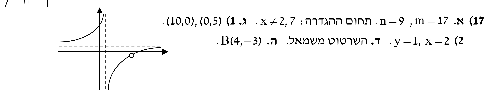 17) א. n=9 , m=17. תחום ההגדרה: x≠2, 7. ג. 1) (0,5), (10,0).
2) y=1, x=2. ד. השרטוט משמאל. ה. B(4,-3).